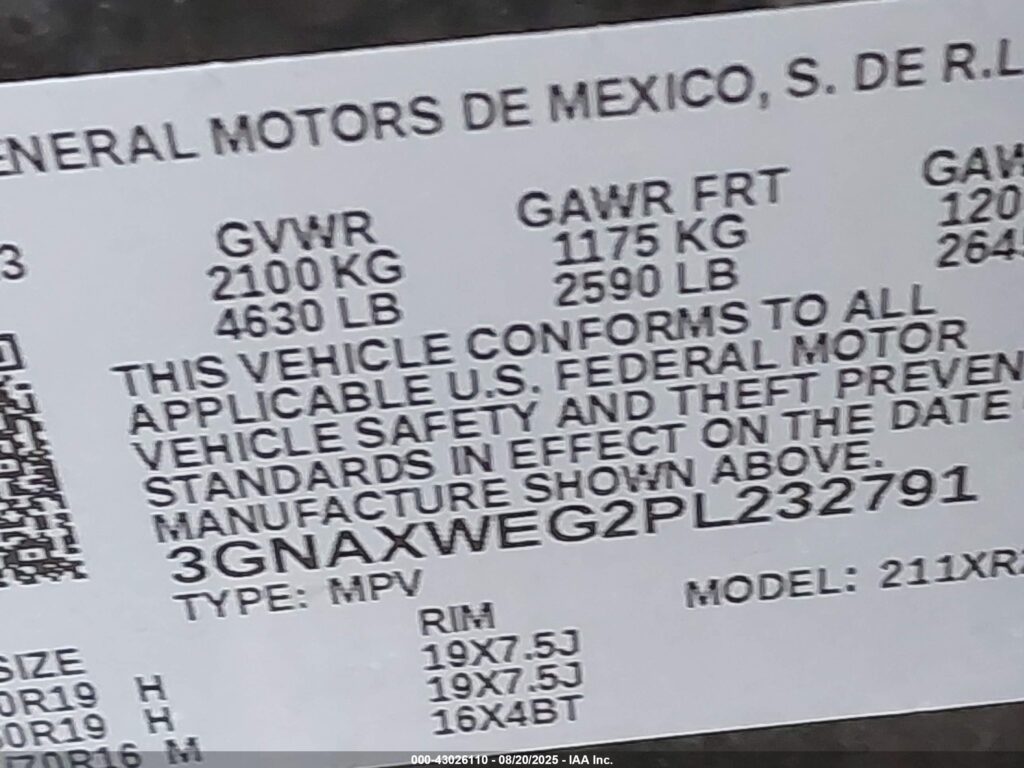 ENERAL MOTORS DE MEXICO, S. DE R.L
3
GVWR
2100 KG
4630 LB
GAWR FRT
1175 KG
2590 LB
GAW
120
264
THIS VEHICLE CONFORMS TO ALL
APPLICABLE U.S. FEDERAL MOTOR
VEHICLE SAFETY AND THEFT PREVEN
STANDARDS IN EFFECT ON THE DATE
MANUFACTURE SHOWN ABOVE.
3GNAXWEG2PL232791
TYPE: MPV
MODEL: 211XR
SIZE
0R19 H
0R19 H
/70R16 M
RIM
19X7.5J
19X7.5J
16X4BT
000-43026110 - 08/20/2025 - IAA Inc.